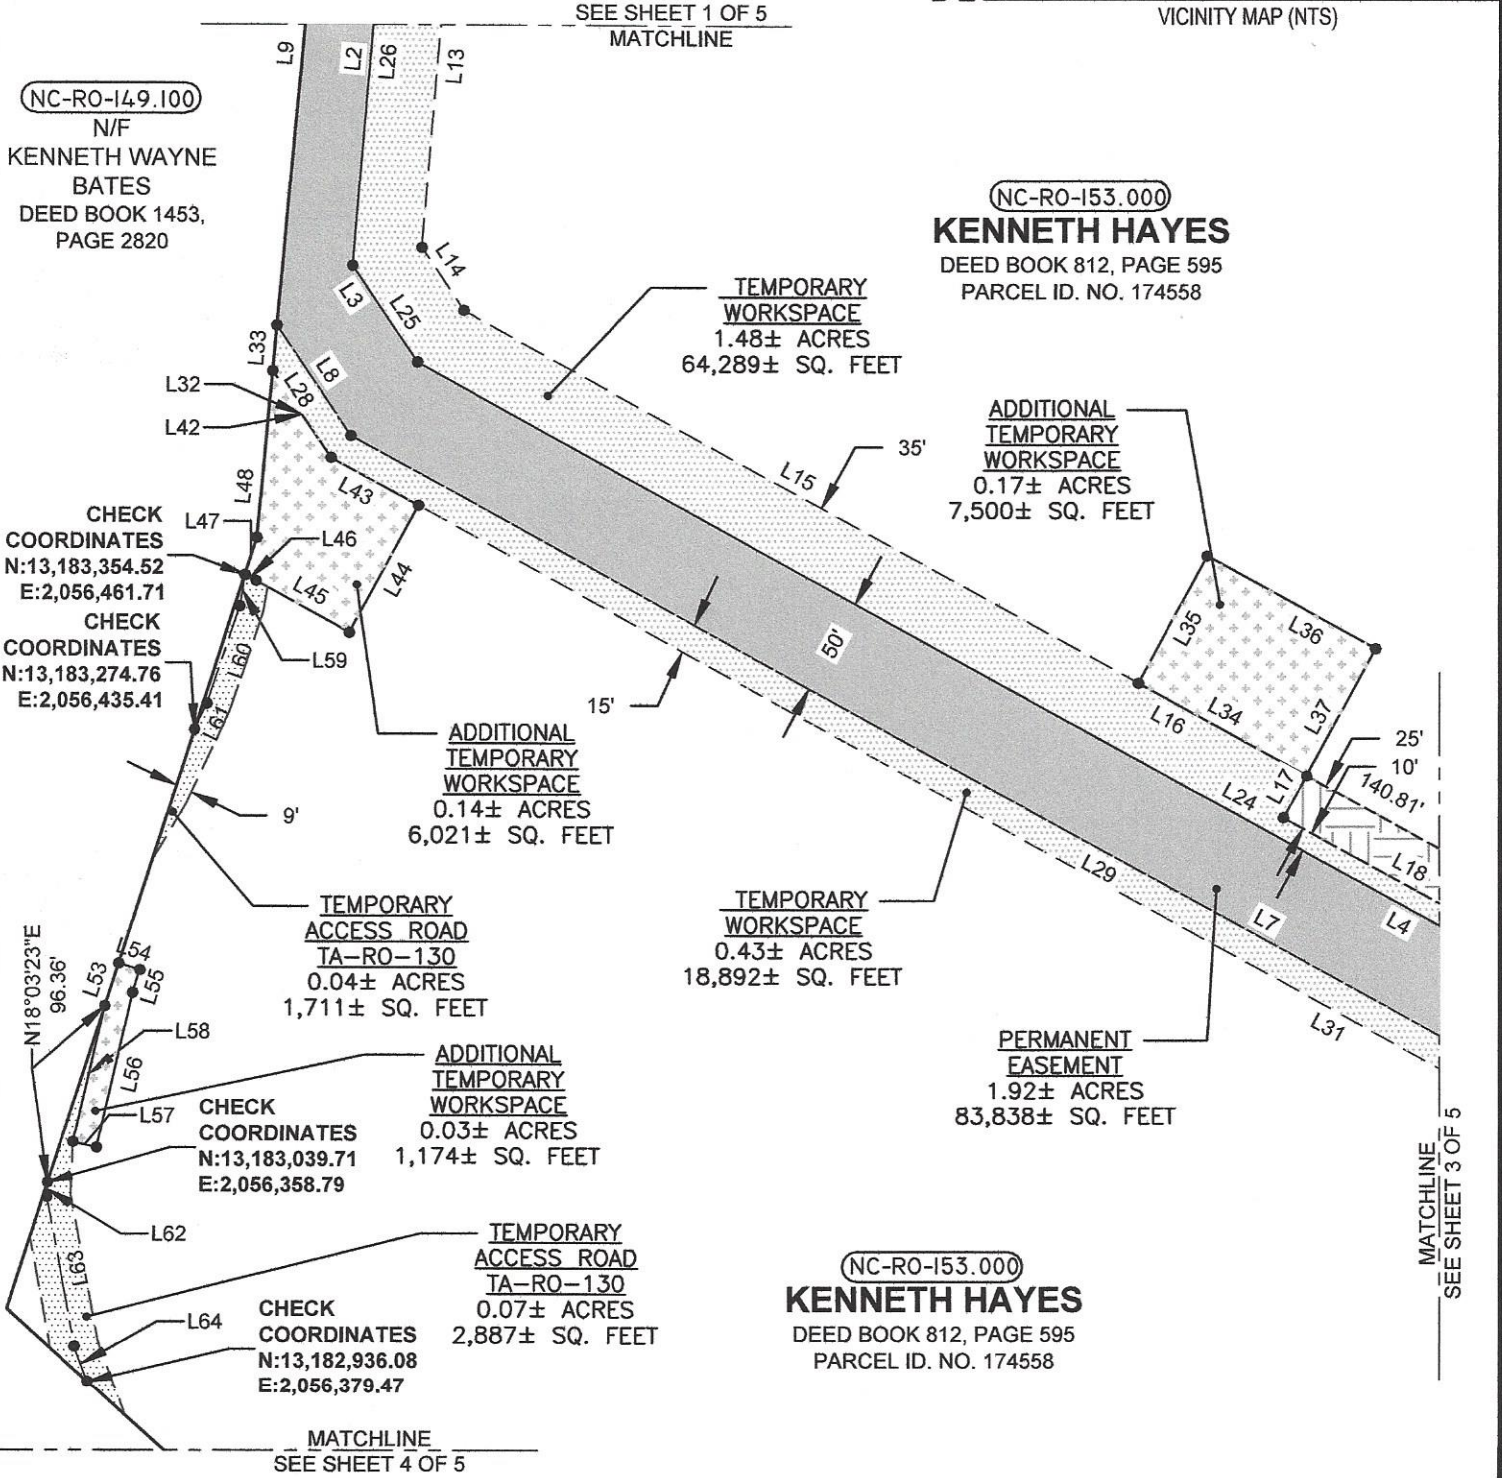 SEE SHEET 1 OF 5
MATCHLINE
VICINITY MAP (NTS)
L9
L2
L26
L13
NC-RO-149.100
N/F
KENNETH WAYNE
BATES
DEED BOOK 1453,
PAGE 2820
NC-RO-153.000
KENNETH HAYES
DEED BOOK 812, PAGE 595
PARCEL ID. NO. 174558
L14
L3
L25
TEMPORARY
WORKSPACE
1.48± ACRES
64,289± SQ. FEET
L33
L8
L28
L32
L42
ADDITIONAL
TEMPORARY
WORKSPACE
0.17± ACRES
7,500± SQ. FEET
L15
35'
L48
L43
L47
L46
L44
L45
CHECK
COORDINATES
N:13,183,354.52
E:2,056,461.71
CHECK
COORDINATES
N:13,183,274.76
E:2,056,435.41
L59
L60
L61
50'
15'
L35
L36
L34
L16
L37
L17
L24
25'
10'
140.81'
L18
L4
L7
L29
L31
ADDITIONAL
TEMPORARY
WORKSPACE
0.14± ACRES
6,021± SQ. FEET
9'
TEMPORARY
ACCESS ROAD
TA-RO-130
0.04± ACRES
1,711± SQ. FEET
TEMPORARY
WORKSPACE
0.43± ACRES
18,892± SQ. FEET
PERMANENT
EASEMENT
1.92± ACRES
83,838± SQ. FEET
L54
L53
L55
N18°03'23"E
96.36'
L58
L56
L57
ADDITIONAL
TEMPORARY
WORKSPACE
0.03± ACRES
1,174± SQ. FEET
CHECK
COORDINATES
N:13,183,039.71
E:2,056,358.79
L62
L63
TEMPORARY
ACCESS ROAD
TA-RO-130
0.07± ACRES
2,887± SQ. FEET
L64
CHECK
COORDINATES
N:13,182,936.08
E:2,056,379.47
NC-RO-153.000
KENNETH HAYES
DEED BOOK 812, PAGE 595
PARCEL ID. NO. 174558
MATCHLINE
SEE SHEET 3 OF 5
MATCHLINE
SEE SHEET 4 OF 5